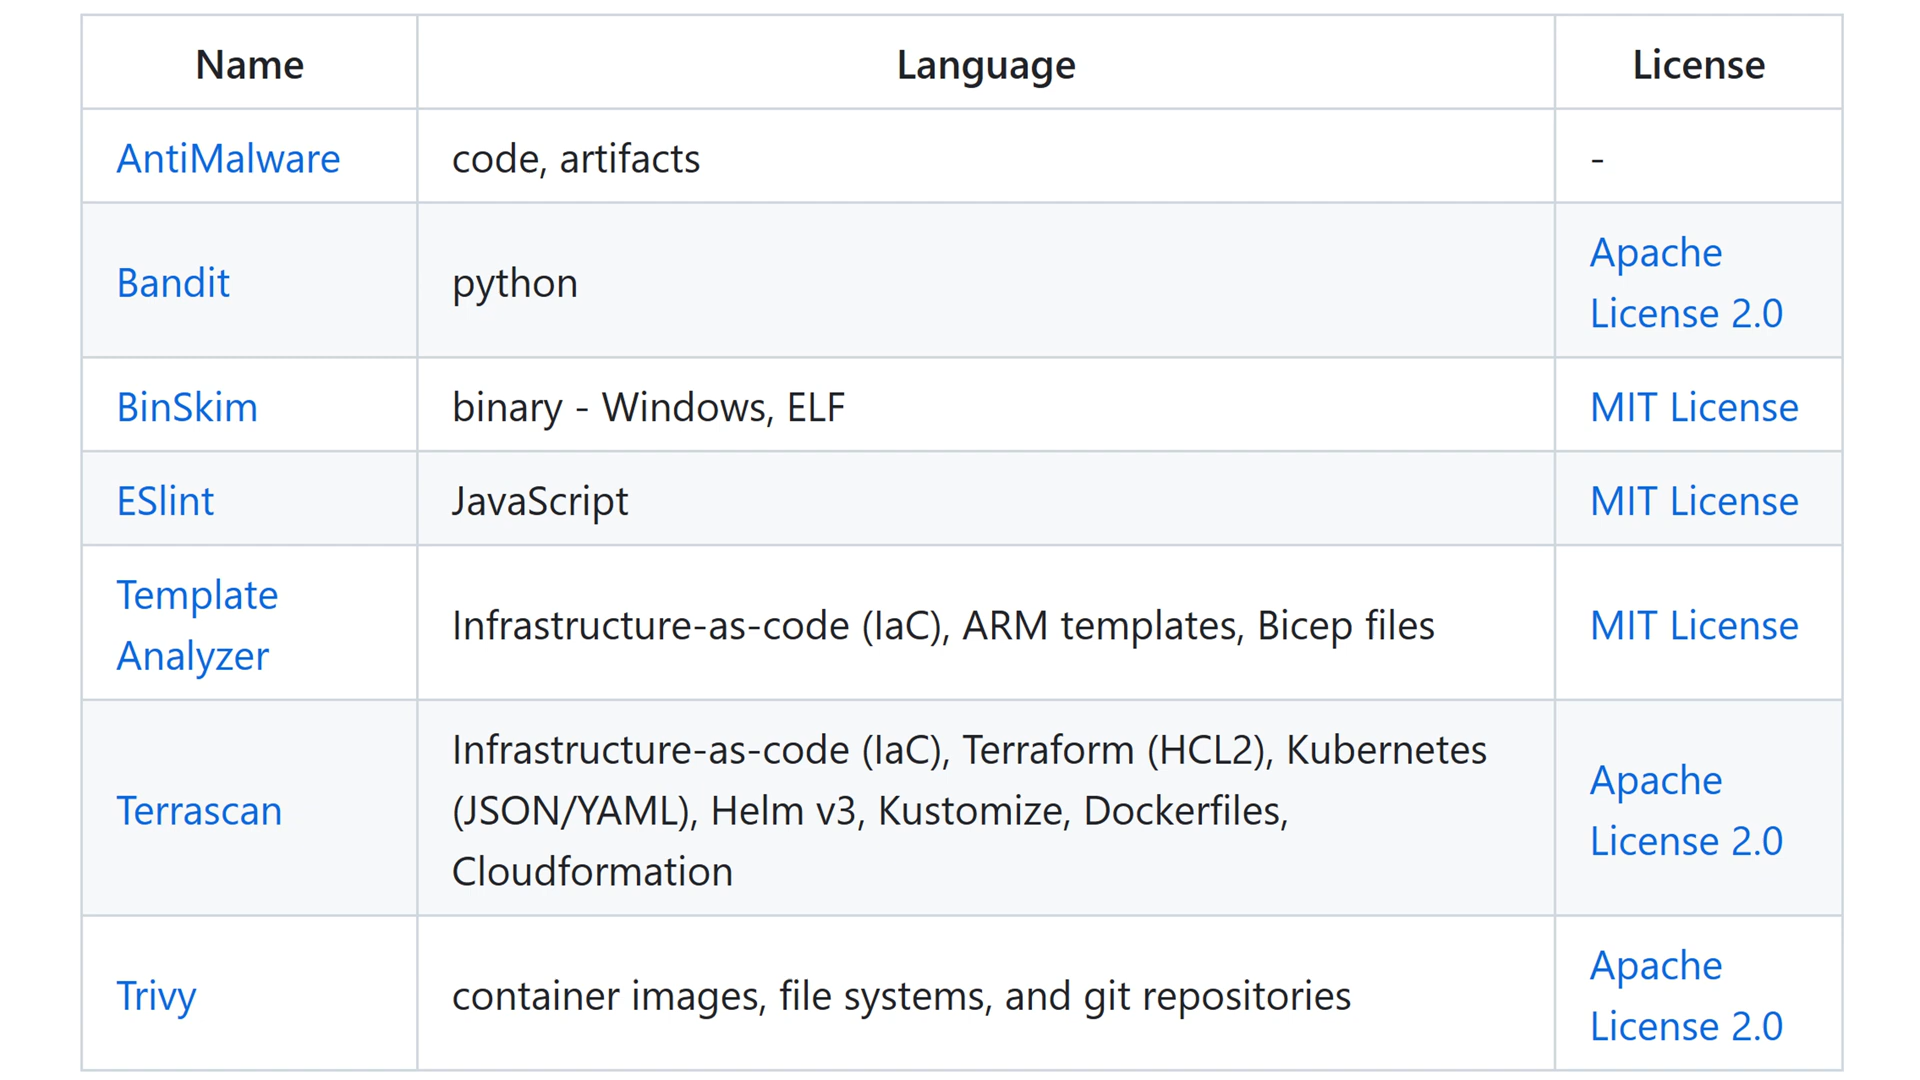 Name Language License
AntiMalware code, artifacts -
Bandit python Apache
License 2.0
BinSkim binary - Windows, ELF MIT License
ESlint JavaScript MIT License
Template
Analyzer Infrastructure-as-code (IaC), ARM templates, Bicep files MIT License
Terrascan Infrastructure-as-code (IaC), Terraform (HCL2), Kubernetes
(JSON/YAML), Helm v3, Kustomize, Dockerfiles,
Cloudformation Apache
License 2.0
Trivy container images, file systems, and git repositories Apache
License 2.0